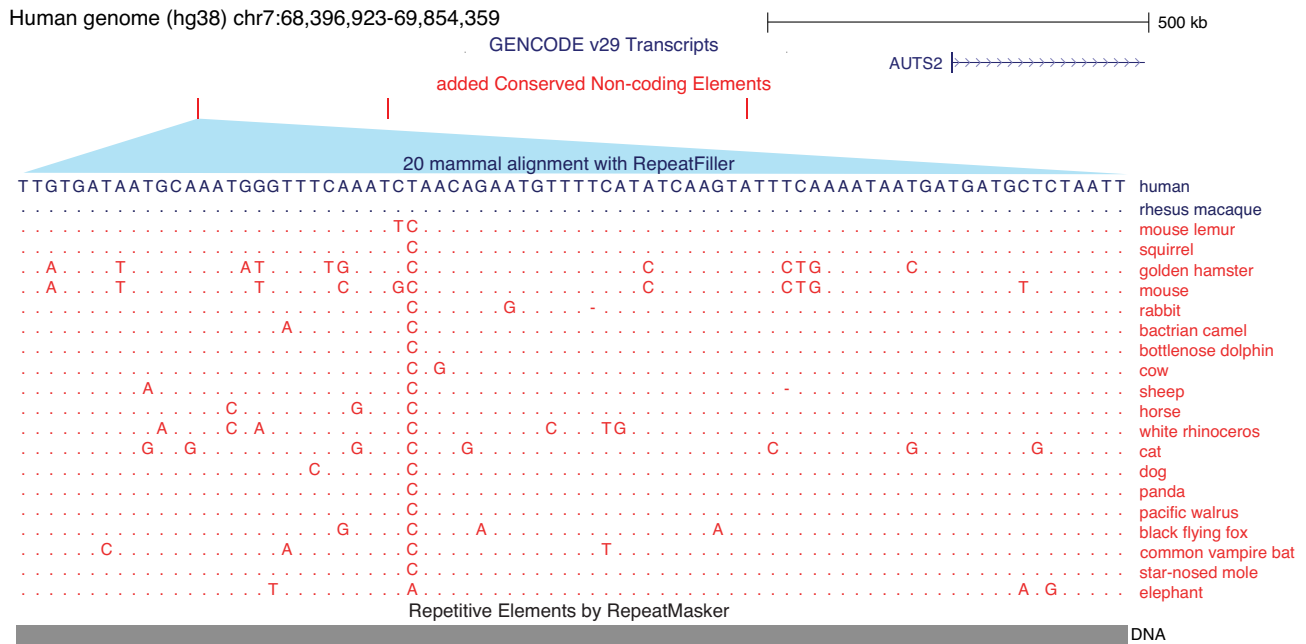 Human genome (hg38) chr7:68,396,923-69,854,359
500 kb
GENCODE v29 Transcripts
AUTS2
added Conserved Non-coding Elements
20 mammal alignment with RepeatFiller
TTGTGATAATGCAAATGGGTTTCAAATCTAACAGAATGTTTTCATATCAAGTATTTCAAAATAATGATGATGCTCTAATT human
................................................................................ rhesus macaque
...........................TC................................................... mouse lemur
............................C................................................... squirrel
..A....T........AT....TG....C................C.........CTG......C............... golden hamster
..A....T.........T.....C...GC................C.........CTG..............T....... mouse
............................C......G.....-...................................... rabbit
...................A........C................................................... bactrian camel
............................C................................................... bottlenose dolphin
............................C.G................................................. cow
.........A..................C..........................-........................ sheep
...............C........G...C................................................... horse
..........A....C.A..........C.........C...TG.................................... white rhinoceros
.........G..G...........G...C...G.....................C.........G........G...... cat
.....................C......C................................................... dog
............................C................................................... panda
............................C................................................... pacific walrus
.......................G....C....A................A............................. black flying fox
......C............A........C.............T..................................... common vampire bat
............................C................................................... star-nosed mole
..................T.........A...........................................A.G..... elephant
Repetitive Elements by RepeatMasker
DNA